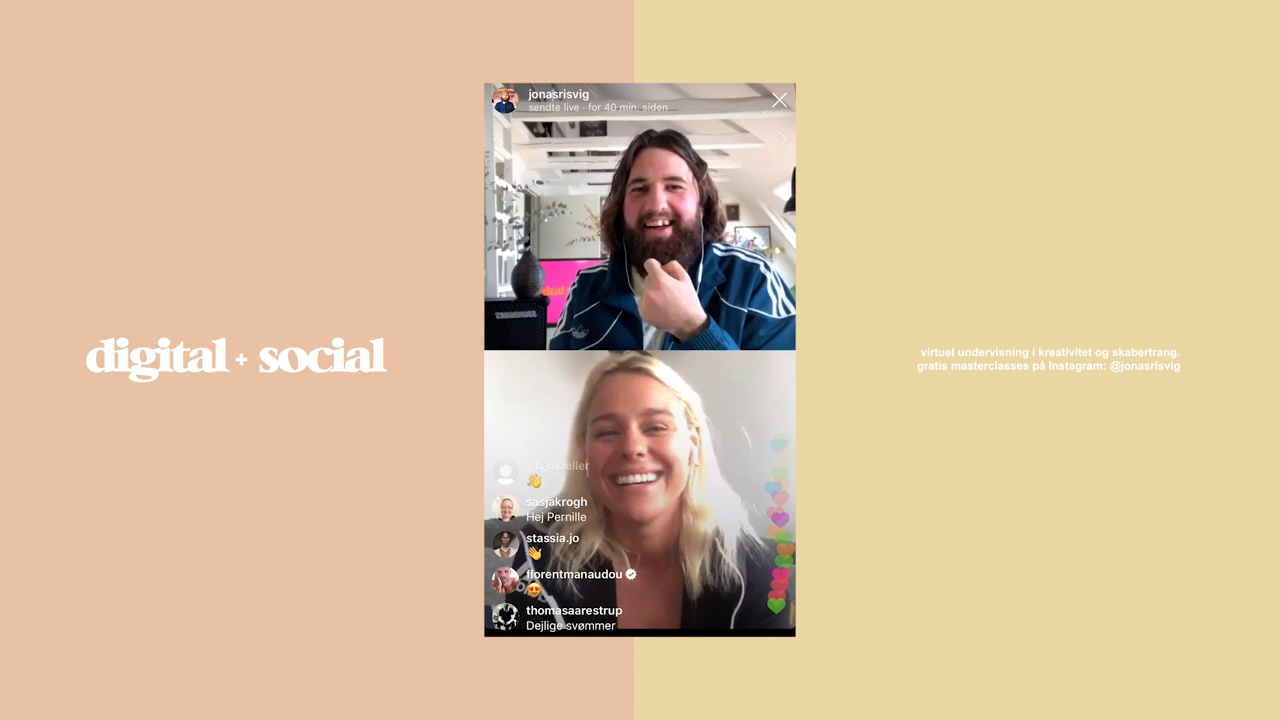 digital + social
jonasrisvig
sendte live · for 40 min. siden
sasjakrogh
Hej Pernille
stassia.jo
florentmanaudou
thomsaarestrup
Dejlige svømmer
virtuel undervisning i kreativitet og skabertrang.
gratis masterclasses på Instagram: @jonasrisvig